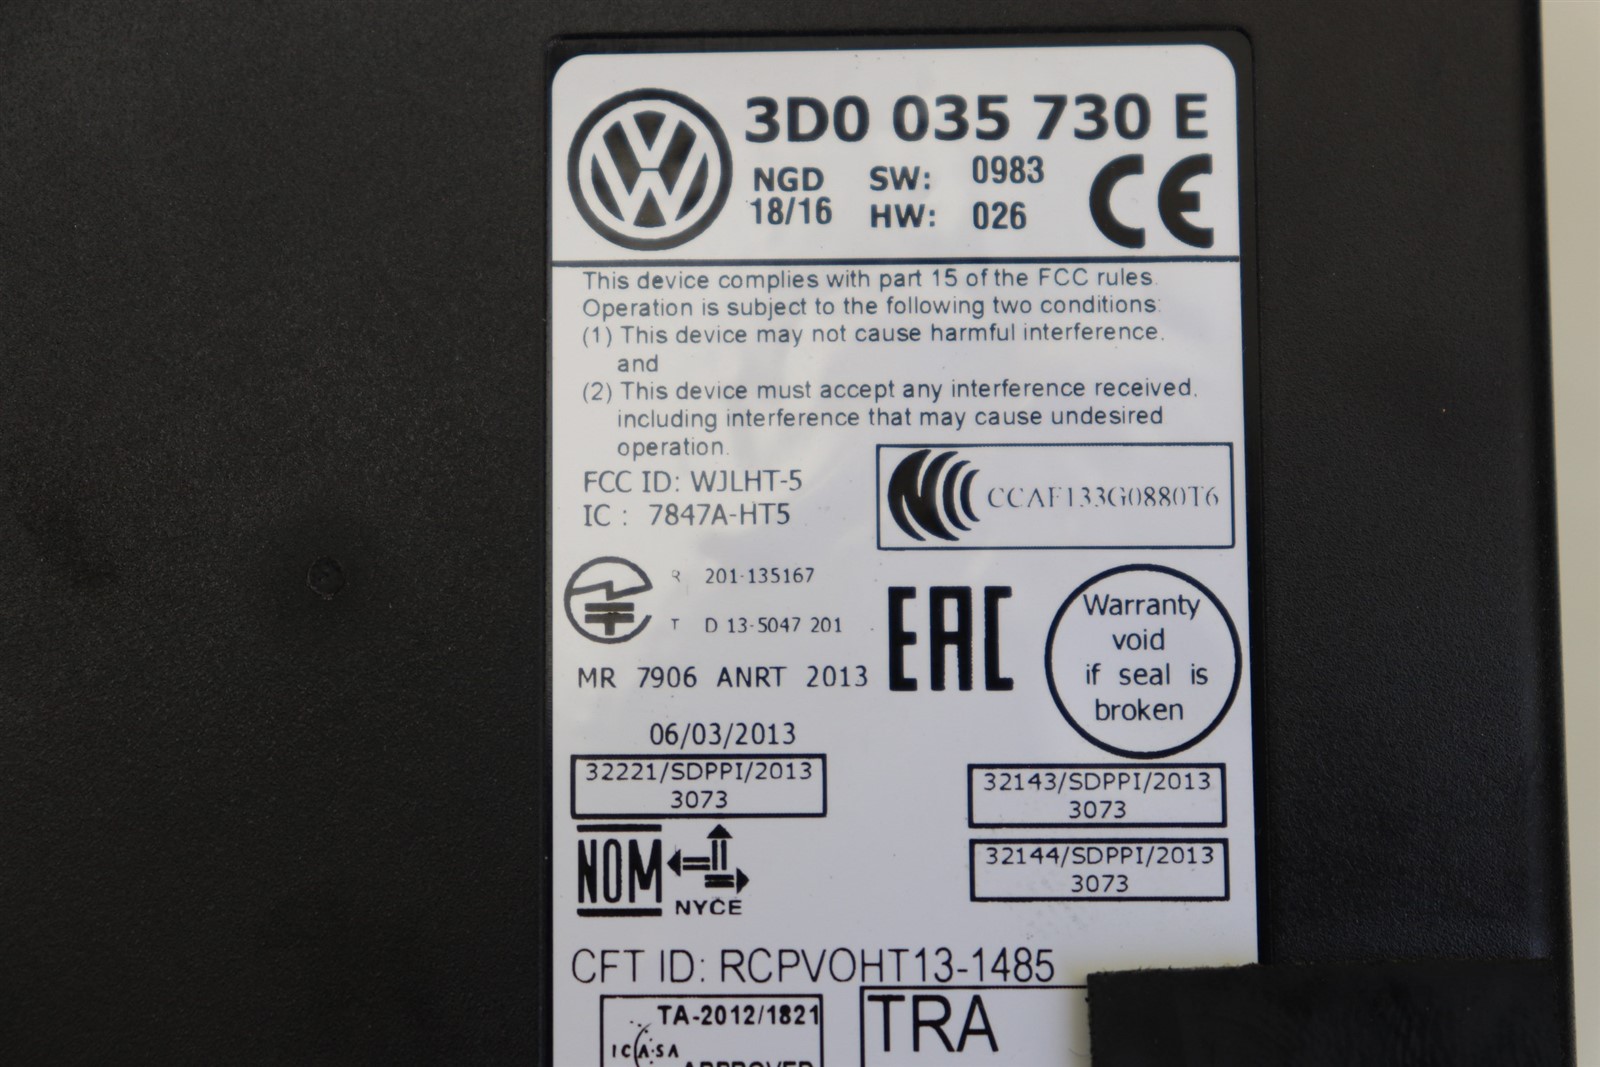 3D0 035 730 E
NGD SW: 0983
18/16 HW: 026
CE
This device complies with part 15 of the FCC rules.
Operation is subject to the following two conditions:
(1) This device may not cause harmful interference,
and
(2) This device must accept any interference received,
including interference that may cause undesired
operation.
FCC ID: WJLHT-5
IC : 7847A-HT5
CCAF133G0880T6
R 201-135167
T D 13-5047 201
MR 7906 ANRT 2013
EAC
Warranty
void
if seal is
broken
06/03/2013
32221/SDPPI/2013
3073
32143/SDPPI/2013
3073
32144/SDPPI/2013
3073
NOM
NYCE
CFT ID: RCPVOHT13-1485
TA-2012/1821
ICASA
APPROVED
TRA